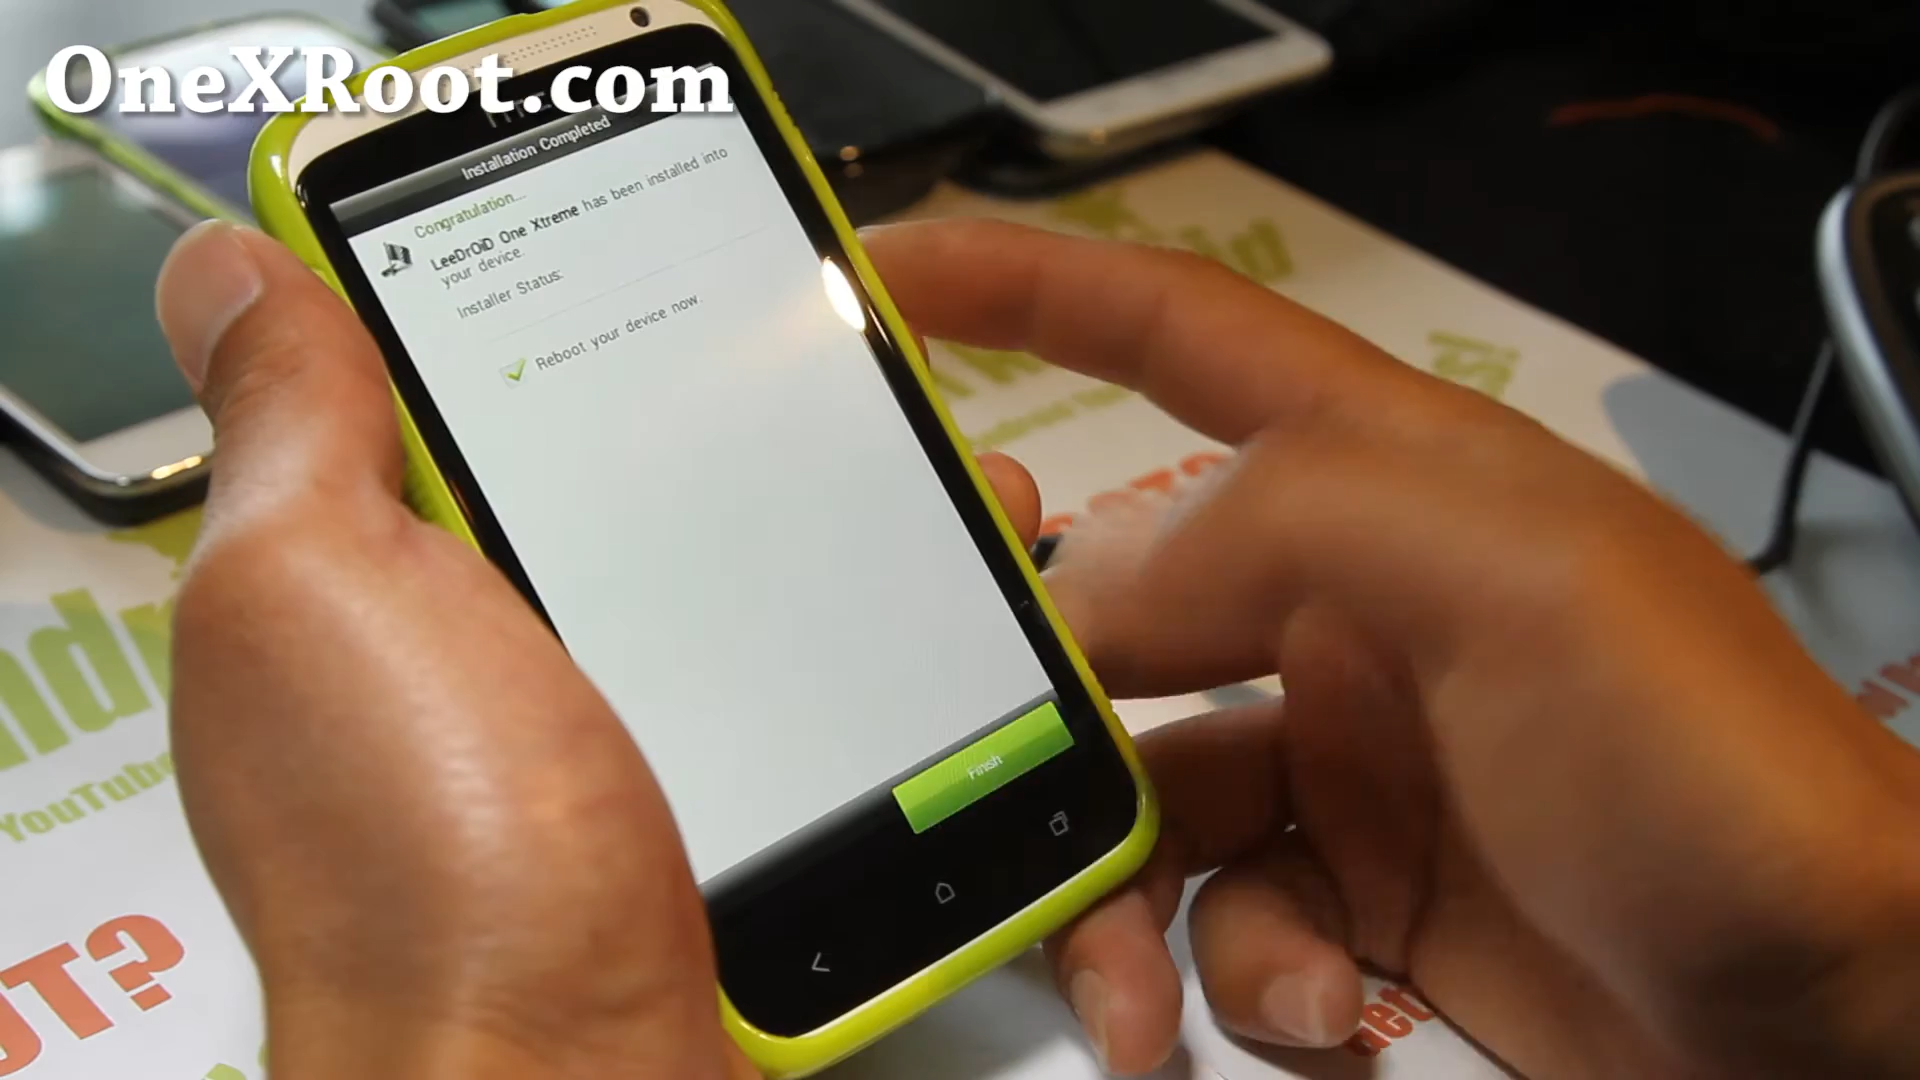 OneXRoot.com
Installation Completed
Congratulation...
LeeDrOiD One Xtreme has been installed into
your device.
Installer Status:
Reboot your device now.
Finish
YouTube
OT?